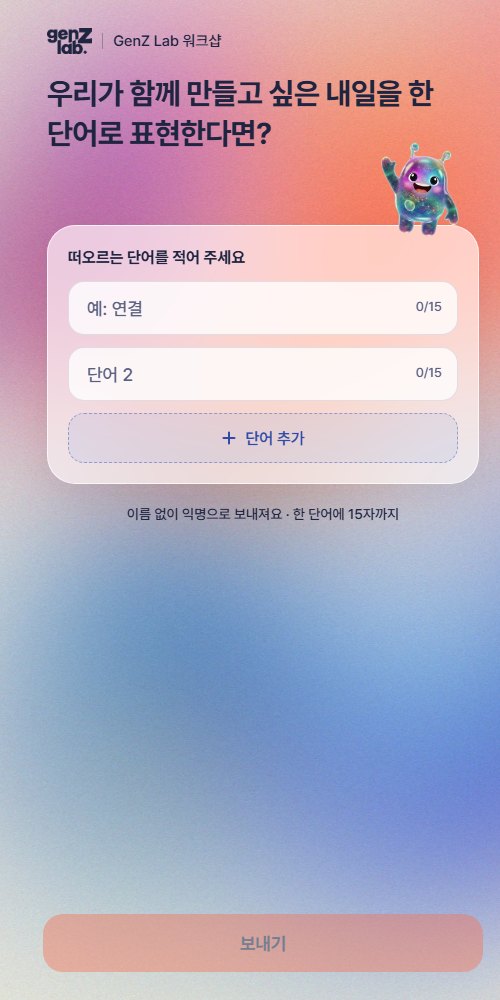 genZ lab.
GenZ Lab 워크샵
우리가 함께 만들고 싶은 내일을 한
단어로 표현한다면?
떠오르는 단어를 적어 주세요
예: 연결 0/15
단어 2 0/15
+ 단어 추가
이름 없이 익명으로 보내져요 · 한 단어에 15자까지
보내기